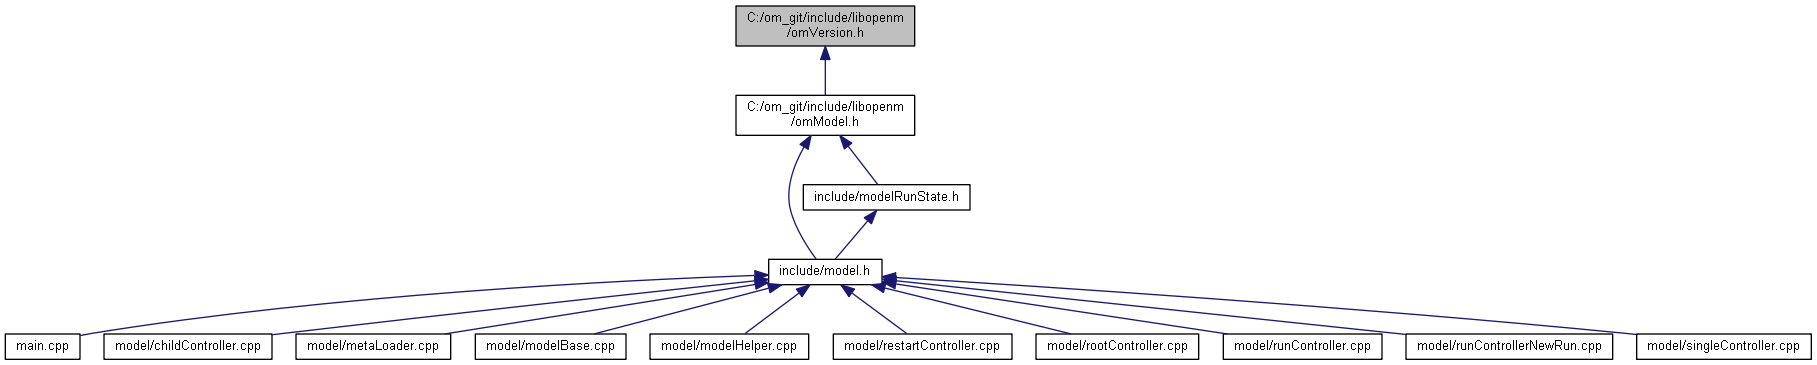 C:/om_git/include/libopenm
/omVersion.h
C:/om_git/include/libopenm
/omModel.h
include/modelRunState.h
include/model.h
main.cpp
model/childController.cpp
model/metaLoader.cpp
model/modelBase.cpp
model/modelHelper.cpp
model/restartController.cpp
model/rootController.cpp
model/runController.cpp
model/runControllerNewRun.cpp
model/singleController.cpp